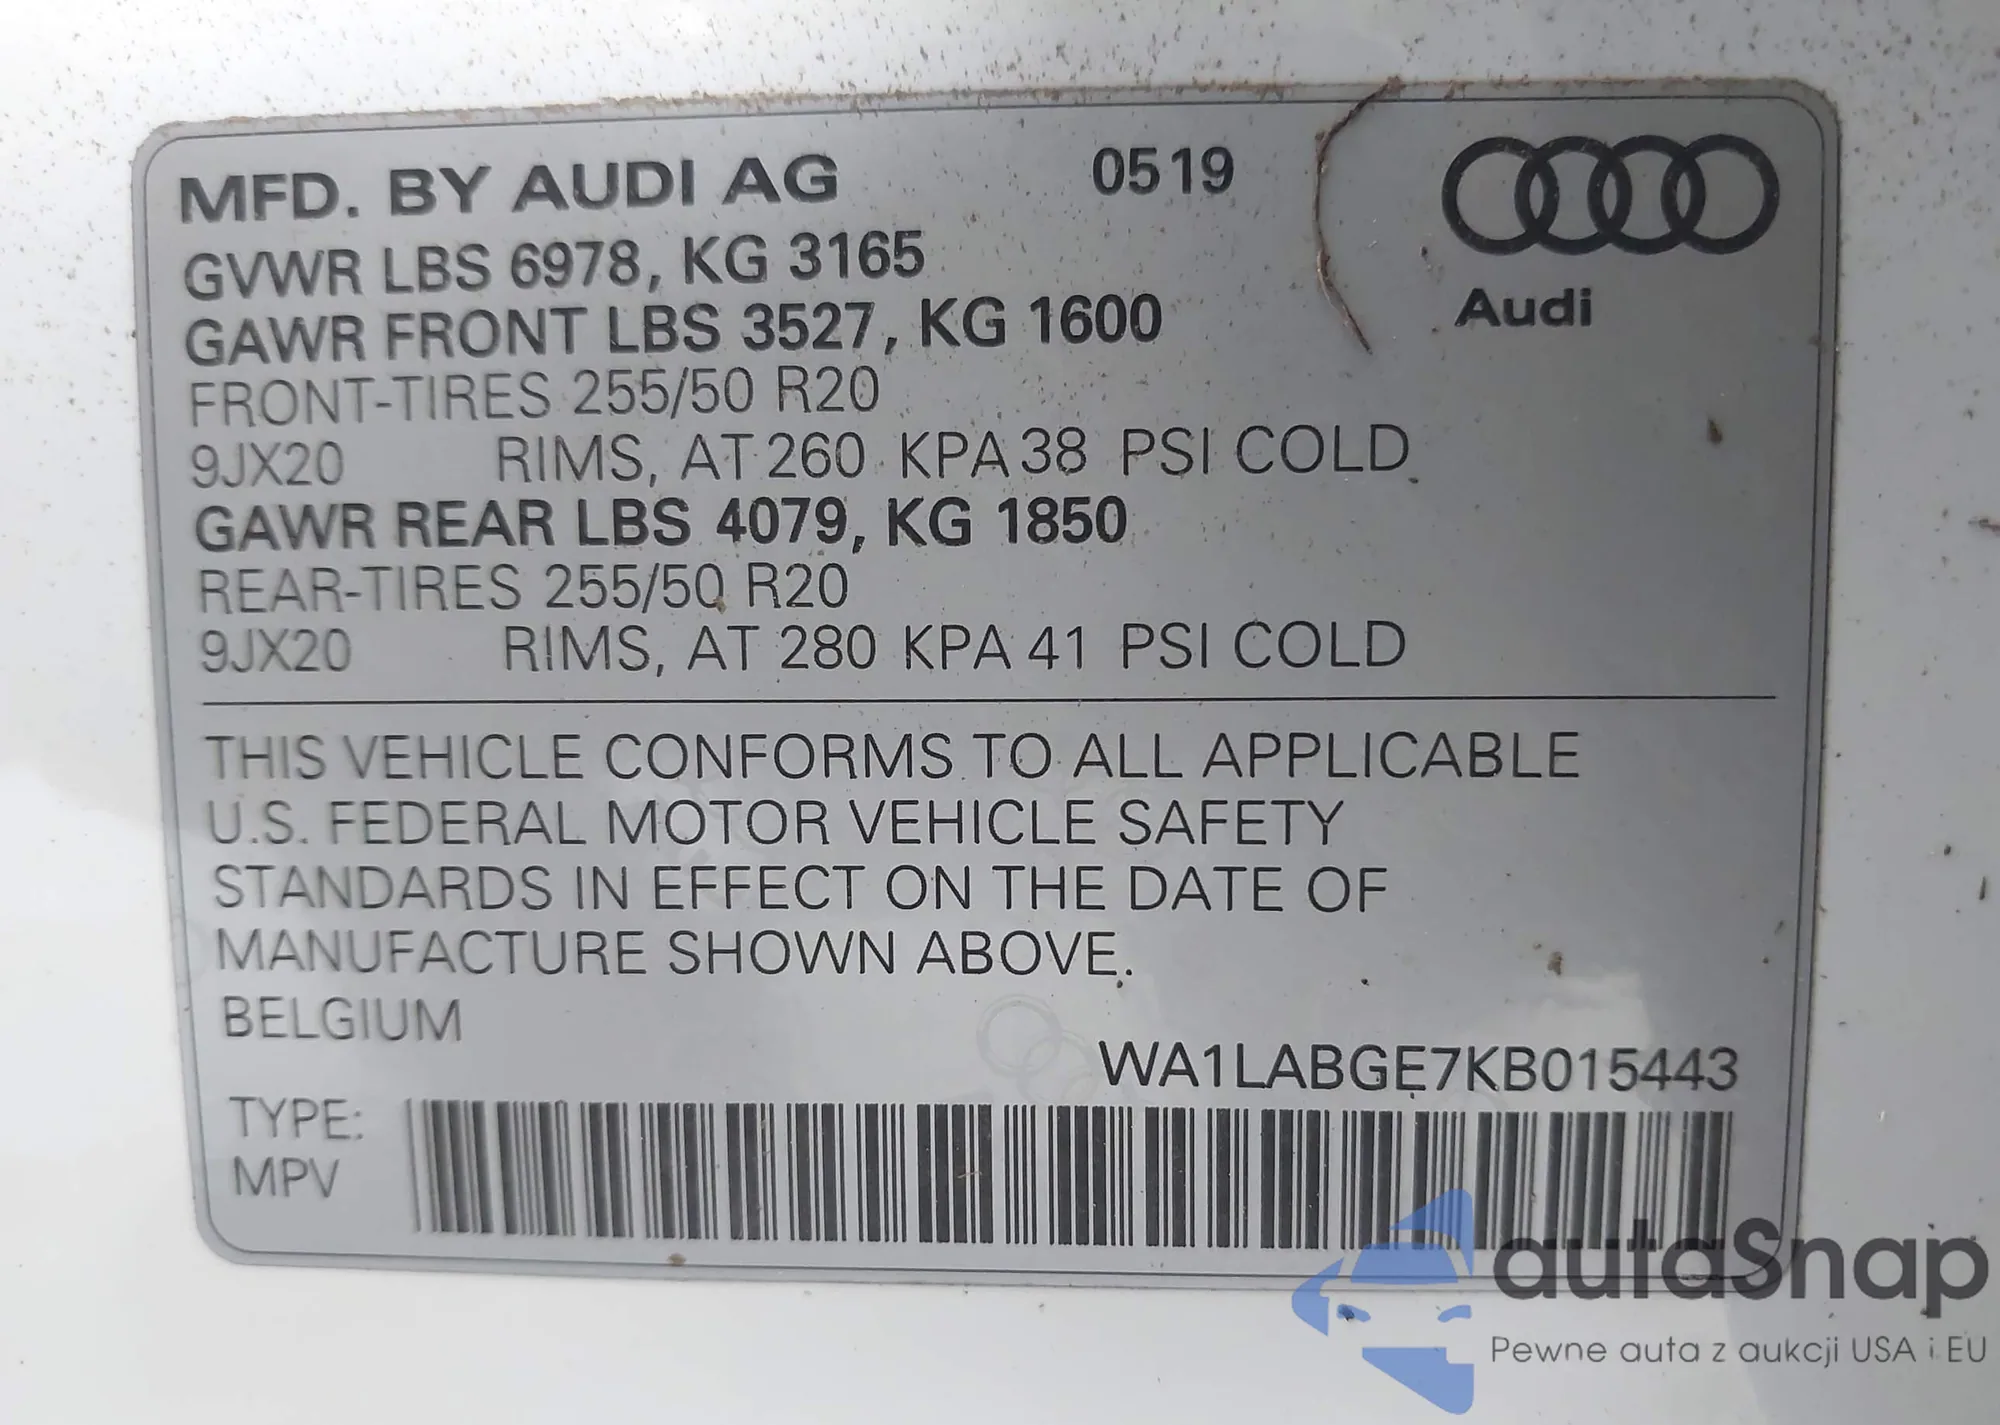 MFD. BY AUDI AG 0519
GVWR LBS 6978, KG 3165
GAWR FRONT LBS 3527, KG 1600
Audi
FRONT-TIRES 255/50 R20
9JX20 RIMS, AT 260 KPA 38 PSI COLD
GAWR REAR LBS 4079, KG 1850
REAR-TIRES 255/50 R20
9JX20 RIMS, AT 280 KPA 41 PSI COLD
THIS VEHICLE CONFORMS TO ALL APPLICABLE
U.S. FEDERAL MOTOR VEHICLE SAFETY
STANDARDS IN EFFECT ON THE DATE OF
MANUFACTURE SHOWN ABOVE.
BELGIUM
WA1LABGE7KB015443
TYPE:
MPV
autaSnap
Pewne auta z aukcji USA i EU